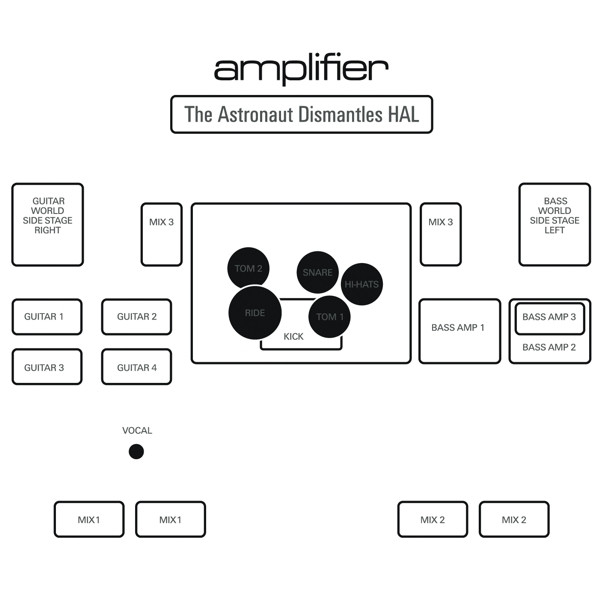 amplifier
The Astronaut Dismantles HAL
GUITAR
WORLD
SIDE STAGE
RIGHT
MIX 3
MIX 3
BASS
WORLD
SIDE STAGE
LEFT
TOM 2
SNARE
HI-HATS
RIDE
TOM 1
KICK
GUITAR 1
GUITAR 2
BASS AMP 1
BASS AMP 3
BASS AMP 2
GUITAR 3
GUITAR 4
VOCAL
MIX1
MIX1
MIX 2
MIX 2